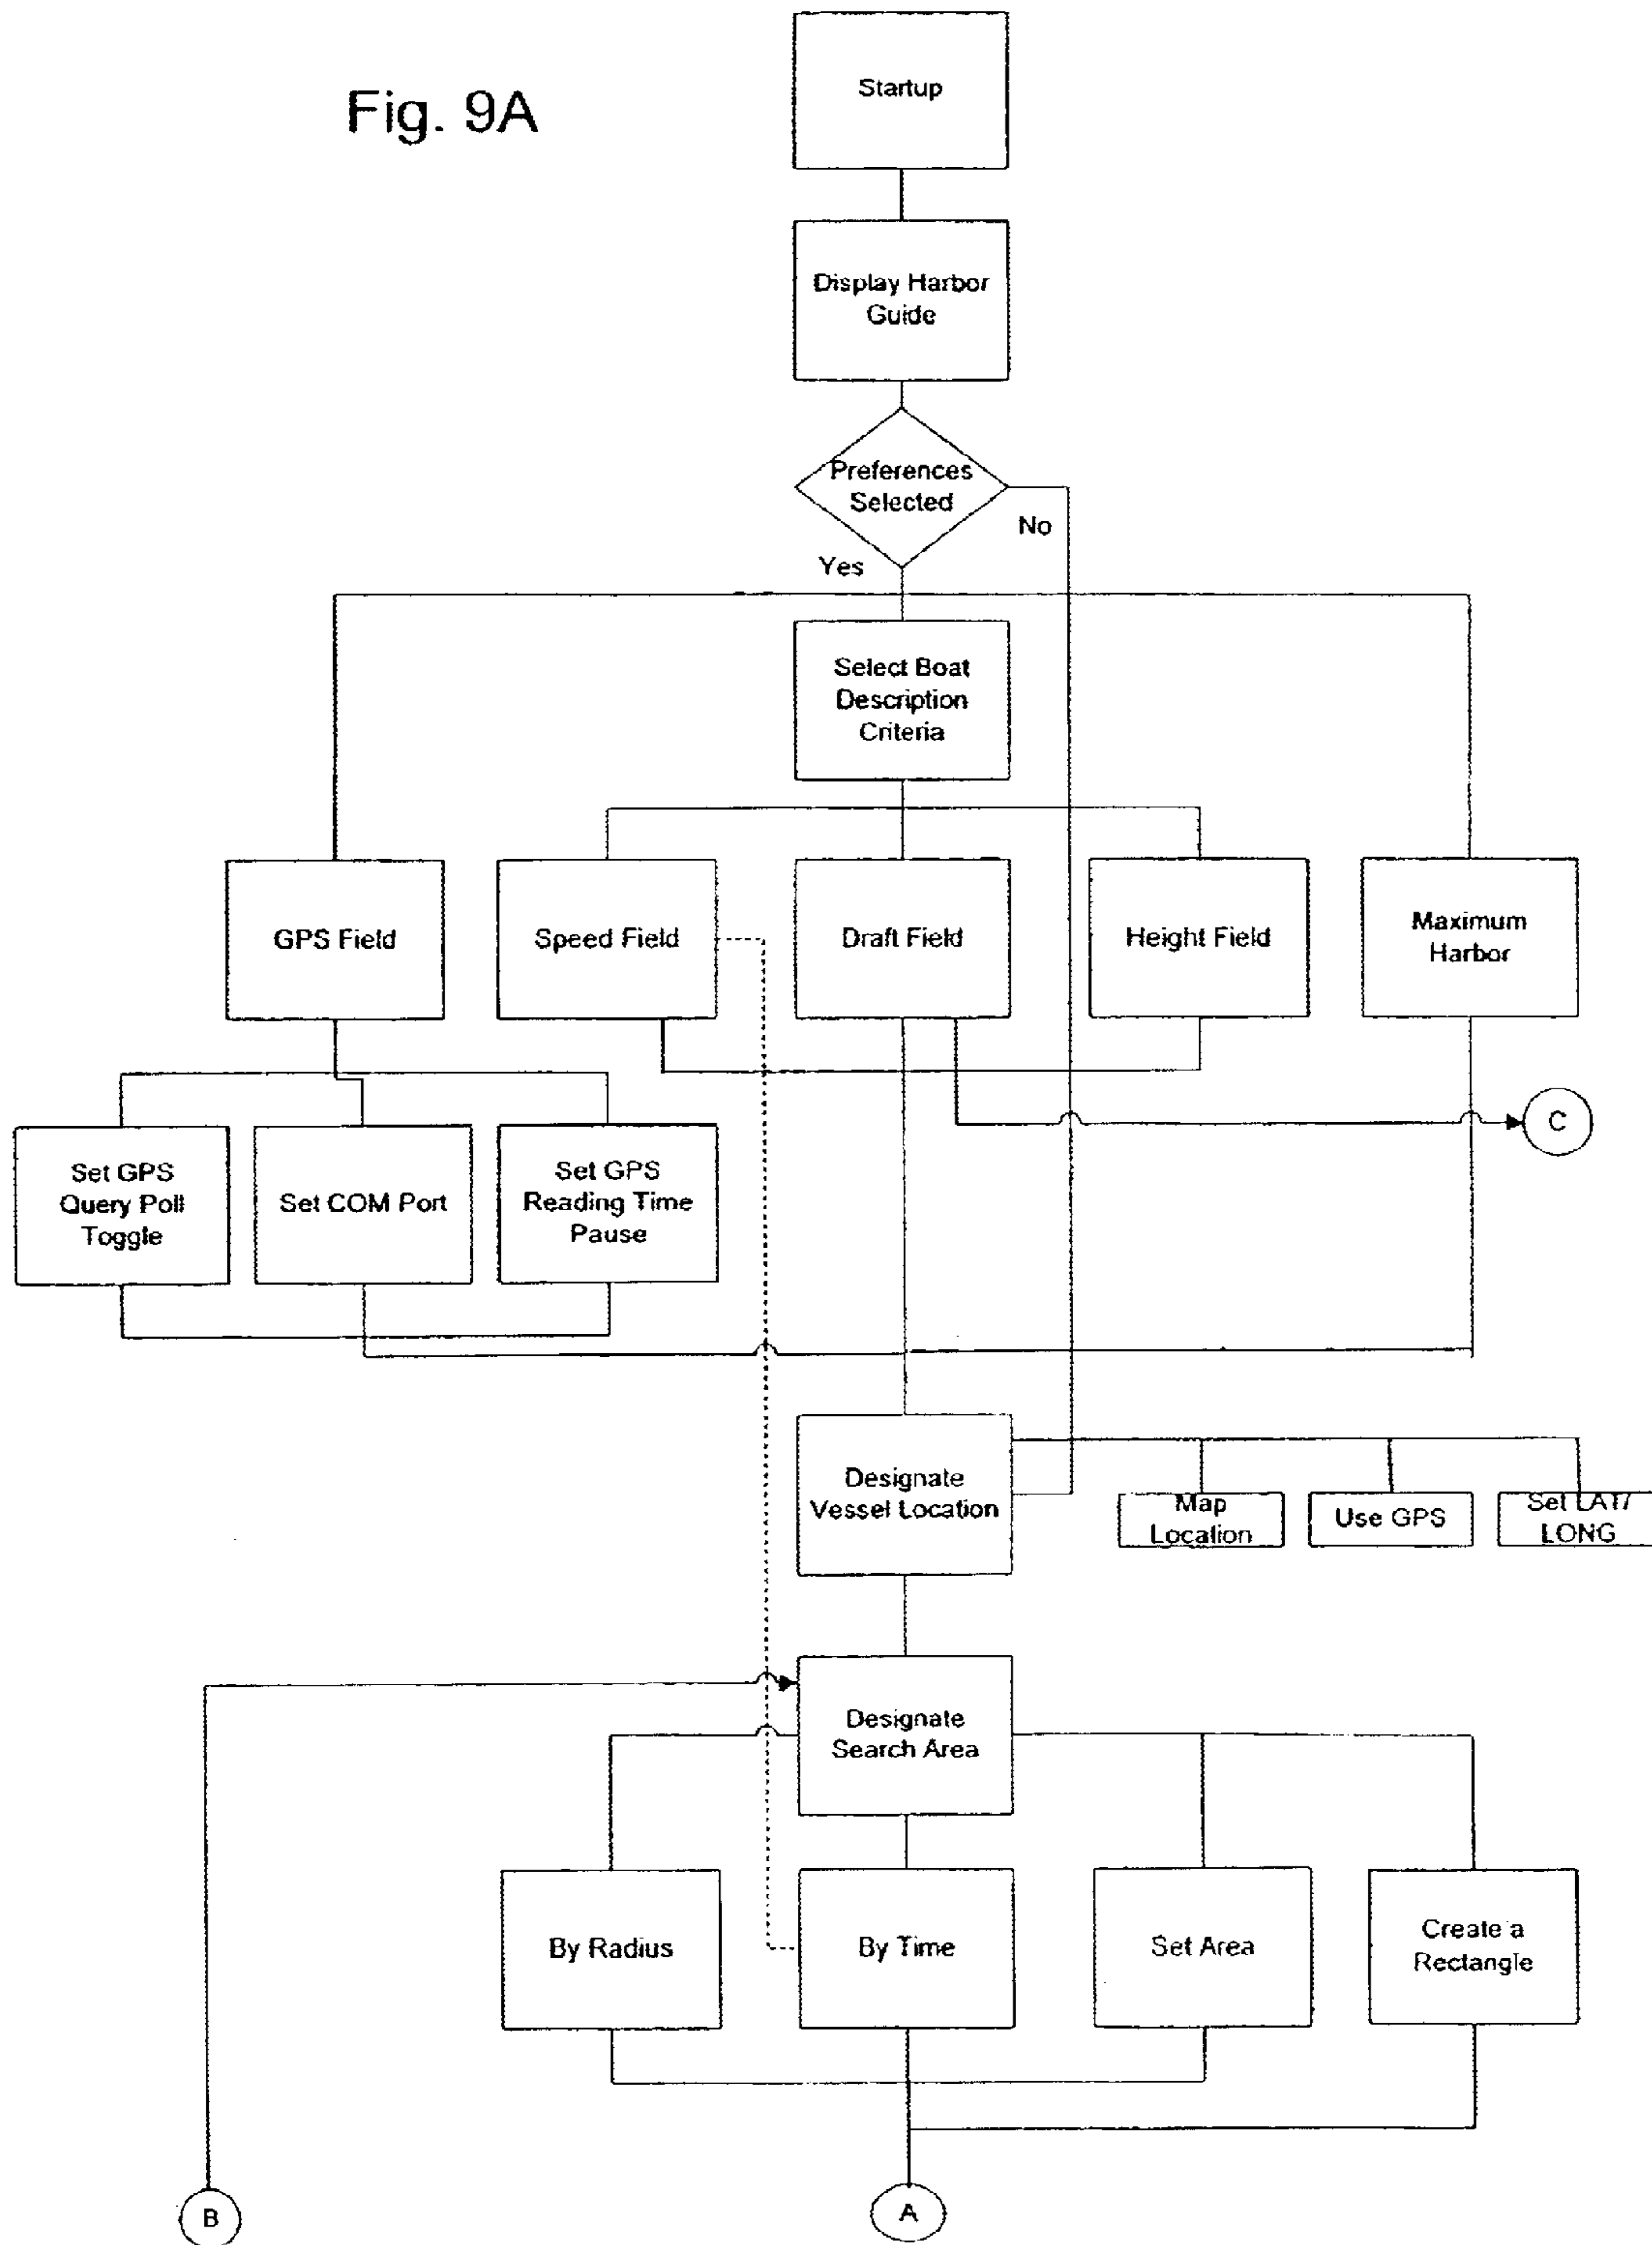 Fig. 9A
Startup
Display Harbor
Guide
Preferences
Selected
No
Yes
Select Boat
Description
Criteria
GPS Field
Speed Field
Draft Field
Height Field
Maximum
Harbor
C
Set GPS
Query Poll
Toggle
Set COM Port
Set GPS
Reading Time
Pause
Designate
Vessel Location
Map
Location
Use GPS
Set LAT/
LONG
Designate
Search Area
By Radius
By Time
Set Area
Create a
Rectangle
B
A